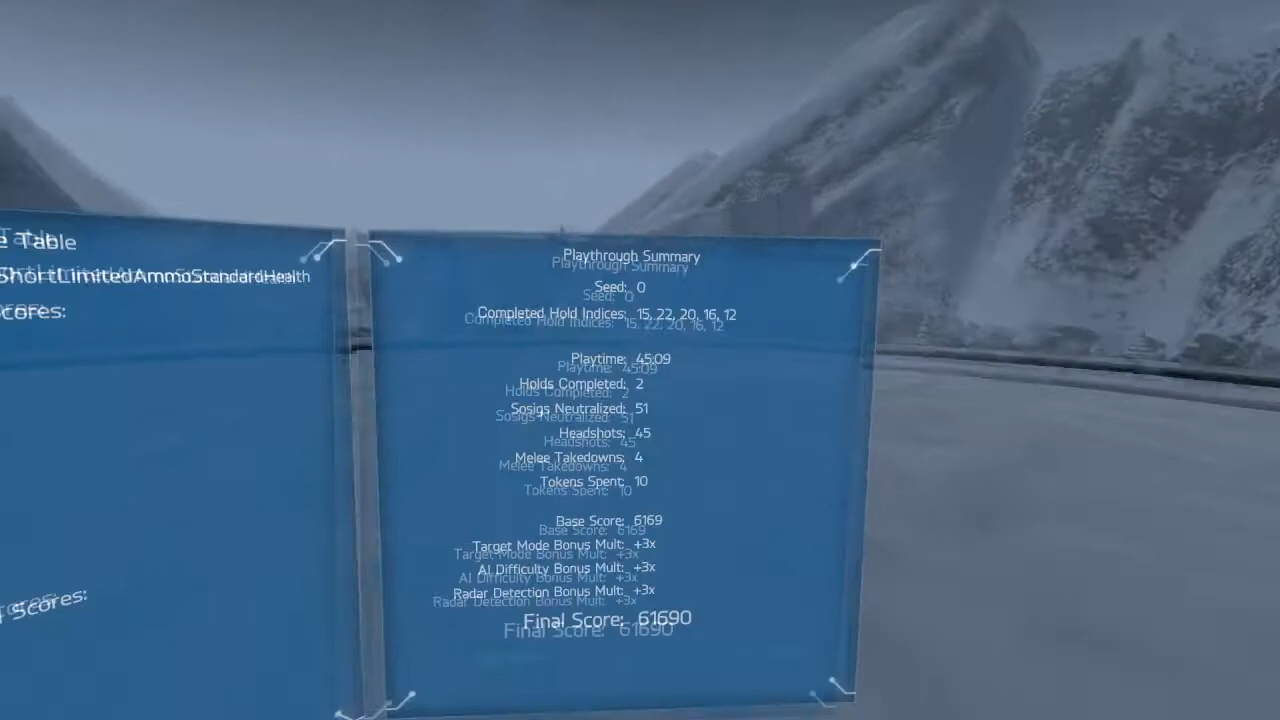 Table
ShortLimitedAmmoStandardHealth
Scores:
Scores:
Playthrough Summary
Seed: 0
Completed Hold Indices: 15, 22, 20, 16, 12
Playtime: 45:09
Holds Completed: 2
Sosigs Neutralized: 51
Headshots: 45
Melee Takedowns: 4
Tokens Spent: 10
Base Score: 6169
Target Mode Bonus Mult: +3x
AI Difficulty Bonus Mult: +3x
Radar Detection Bonus Mult: +3x
Final Score: 61690